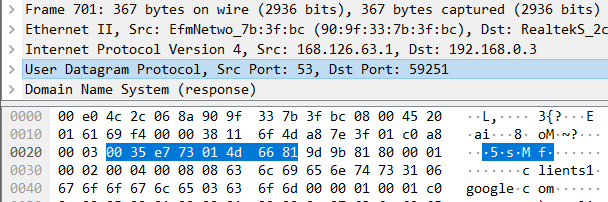 > Frame 701: 367 bytes on wire (2936 bits), 367 bytes captured (2936 bits)
> Ethernet II, Src: EfmNetwo_7b:3f:bc (90:9f:33:7b:3f:bc), Dst: RealtekS_2c
> Internet Protocol Version 4, Src: 168.126.63.1, Dst: 192.168.0.3
> User Datagram Protocol, Src Port: 53, Dst Port: 59251
> Domain Name System (response)
0000 00 e0 4c 2c 06 8a 90 9f 33 7b 3f bc 08 00 45 20 ··L,···· 3{?···E
0010 01 61 69 f4 00 00 38 11 6f 4d a8 7e 3f 01 c0 a8 ·ai···8· oM·~?···
0020 00 03 00 35 e7 73 01 4d 66 81 9d 9b 81 80 00 01 ···5·s·M f·······
0030 00 02 00 04 00 08 08 63 6c 69 65 6e 74 73 31 06 ·······c lients1·
0040 67 6f 6f 67 6c 65 03 63 6f 6d 00 00 01 00 01 c0 google·c om······